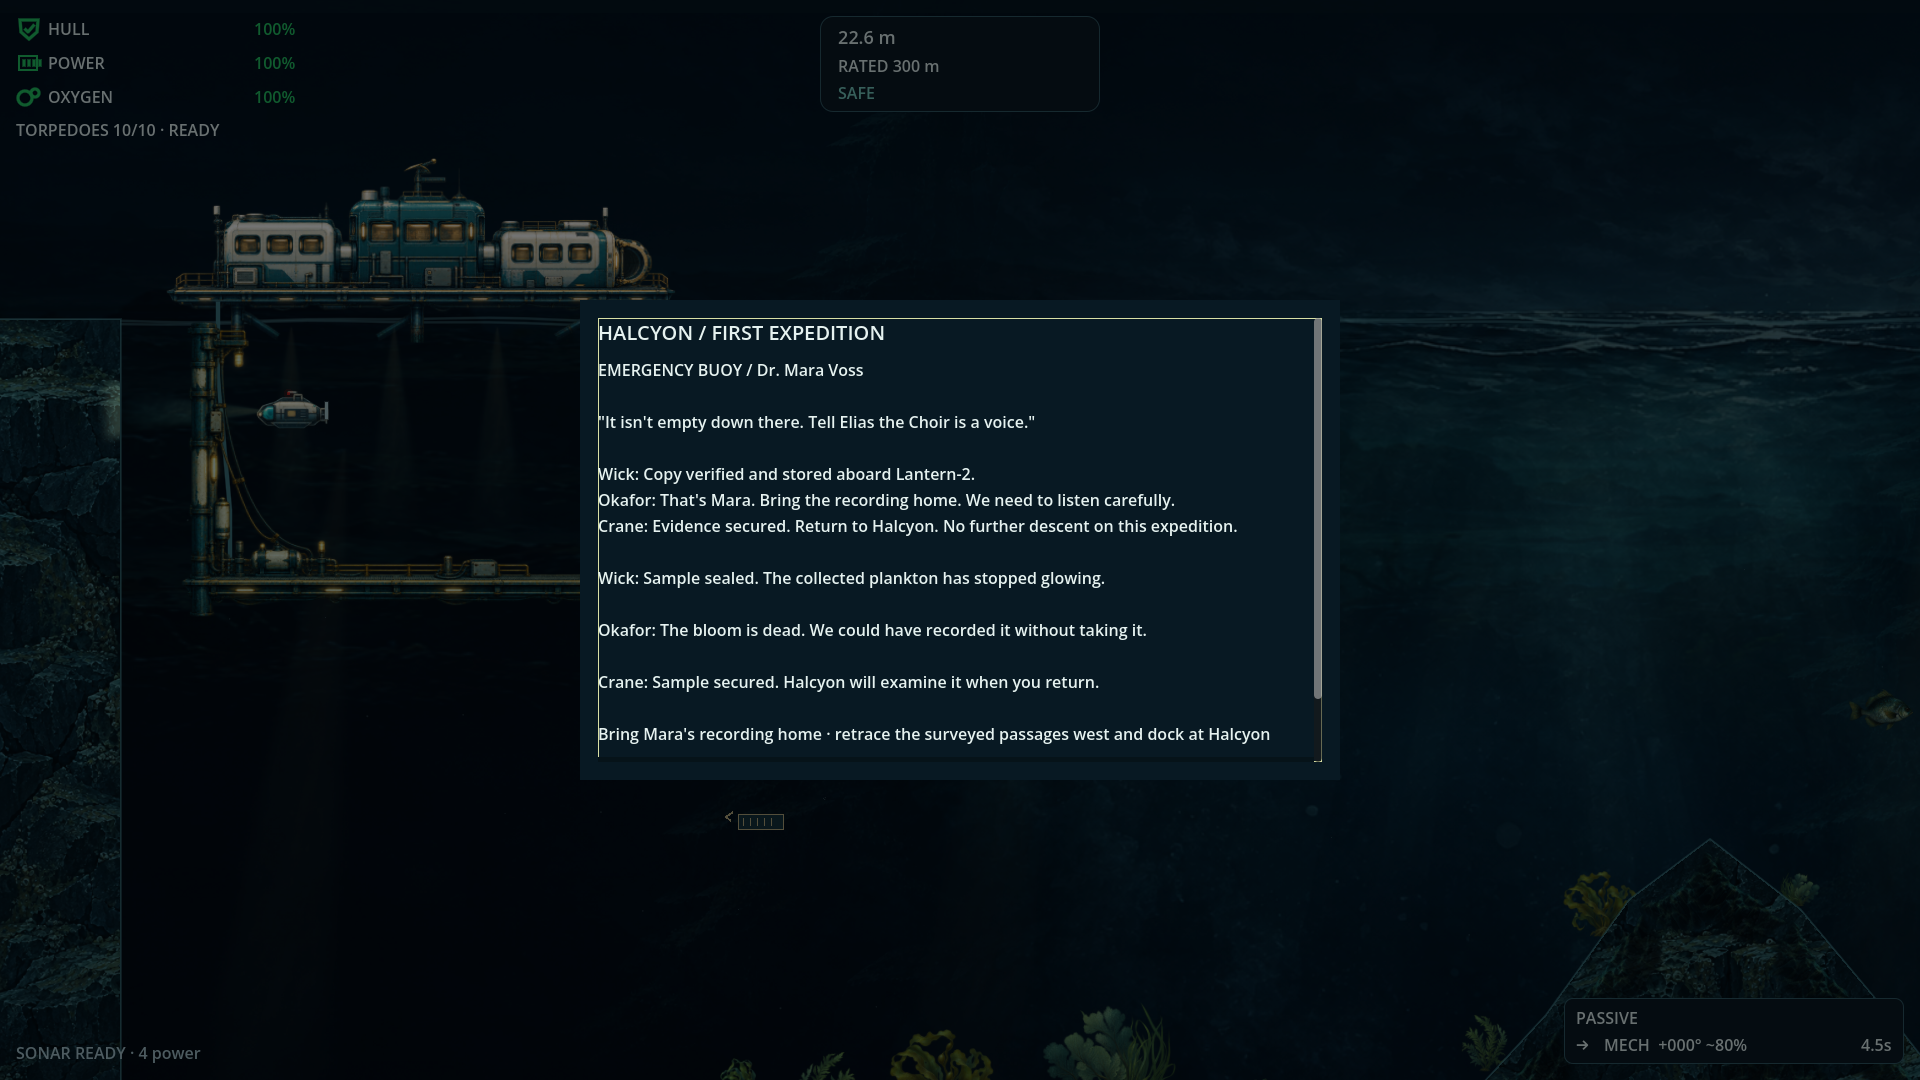 HULL 100%
POWER 100%
OXYGEN 100%
TORPEDOES 10/10 · READY
22.6 m
RATED 300 m
SAFE
HALCYON / FIRST EXPEDITION
EMERGENCY BUOY / Dr. Mara Voss
"It isn't empty down there. Tell Elias the Choir is a voice."
Wick: Copy verified and stored aboard Lantern-2.
Okafor: That's Mara. Bring the recording home. We need to listen carefully.
Crane: Evidence secured. Return to Halcyon. No further descent on this expedition.
Wick: Sample sealed. The collected plankton has stopped glowing.
Okafor: The bloom is dead. We could have recorded it without taking it.
Crane: Sample secured. Halcyon will examine it when you return.
Bring Mara's recording home · retrace the surveyed passages west and dock at Halcyon
<
SONAR READY · 4 power
PASSIVE
→ MECH +000° ~80% 4.5s